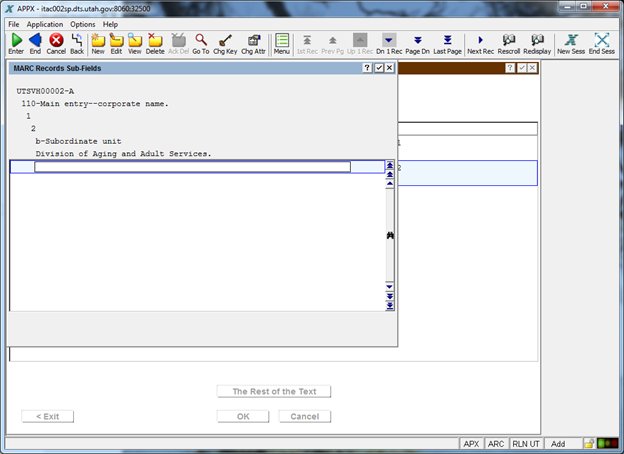 APPX - itac002sp.dts.utah.gov:8060:32500
File Application Options Help
Enter End Cancel Back New Edit View Delete Ack Del Go To Chg Key Chg Attr Menu 1st Rec Prev Pg Up 1 Rec Dn 1 Rec Page Dn Last Page Next Rec Rescroll Redisplay New Sess End Sess
MARC Records Sub-Fields
UTSVH00002-A
110-Main entry--corporate name.
1
2
b-Subordinate unit
Division of Aging and Adult Services.
2
The Rest of the Text
< Exit OK Cancel
APX ARC RLN UT Add